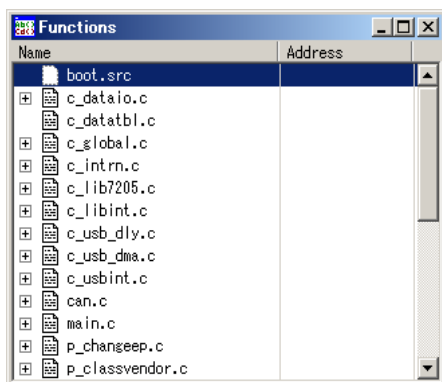 Functions
Name Address
boot.src
c_dataio.c
c_datatbl.c
c_global.c
c_intrn.c
c_lib7205.c
c_libint.c
c_usb_dly.c
c_usb_dma.c
c_usbint.c
can.c
main.c
p_changeep.c
p_classvendor.c